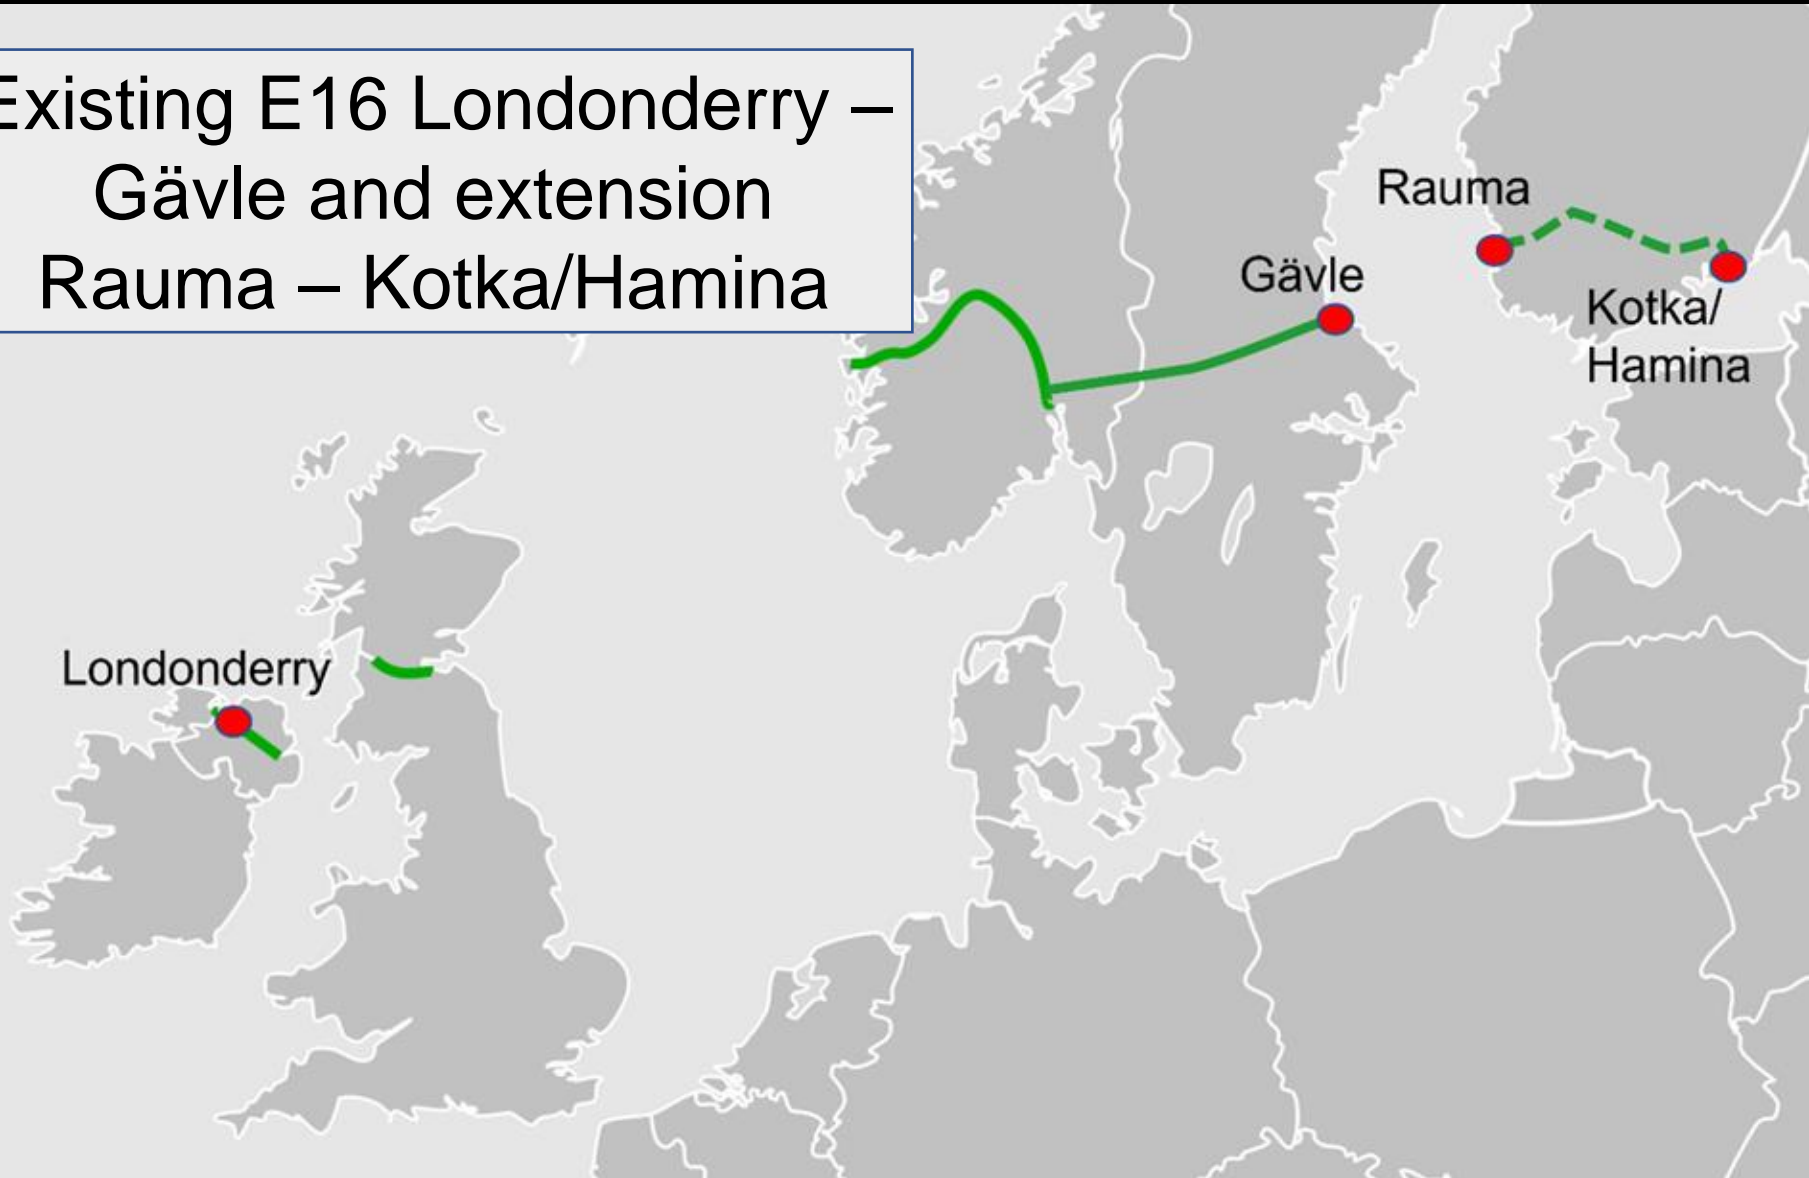 Existing E16 Londonderry –
Gävle and extension
Rauma – Kotka/Hamina
Rauma
Gävle
Kotka/
Hamina
Londonderry